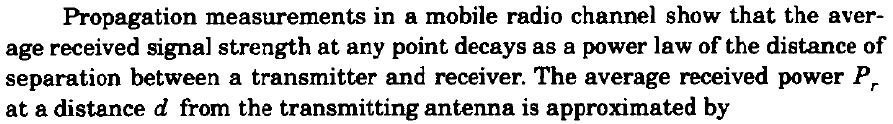 Propagation measurements in a mobile radio channel show that the aver-
age received signal strength at any point decays as a power law of the distance of
separation between a transmitter and receiver. The average received power P_r
at a distance d from the transmitting antenna is approximated by